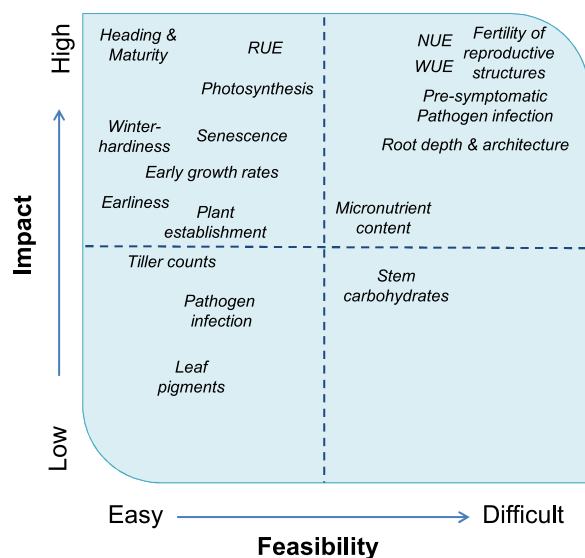 High
Impact
Low
Heading &
Maturity
RUE
Photosynthesis
Winter-
hardiness
Senescence
Early growth rates
Earliness
Plant
establishment
NUE
WUE
Fertility of
reproductive
structures
Pre-symptomatic
Pathogen infection
Root depth & architecture
Micronutrient
content
Tiller counts
Pathogen
infection
Leaf
pigments
Stem
carbohydrates
Easy
Difficult
Feasibility